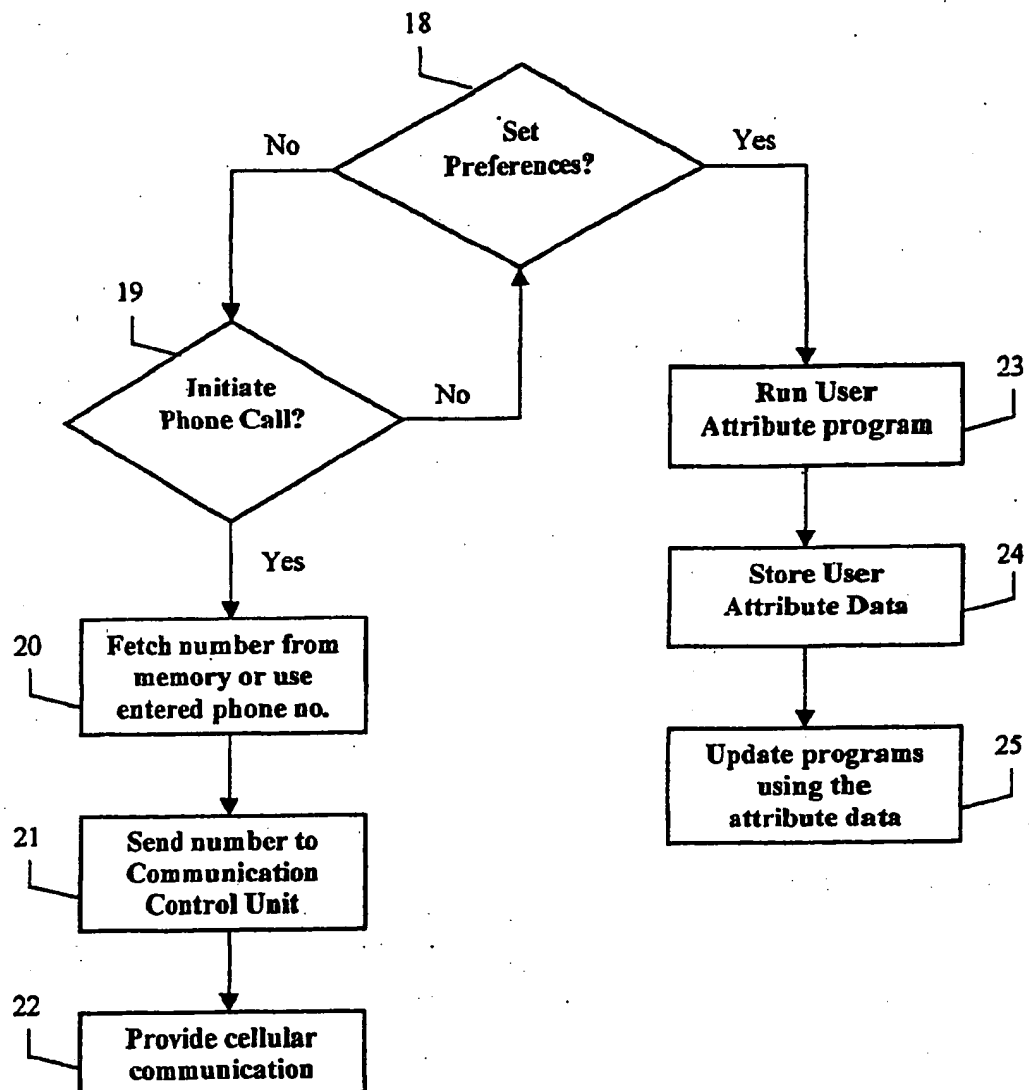 18
Set
Preferences?
No
Yes
19
Initiate
Phone Call?
No
Yes
23
Run User
Attribute program
24
Store User
Attribute Data
20
Fetch number from
memory or use
entered phone no.
25
Update programs
using the
attribute data
21
Send number to
Communication
Control Unit
22
Provide cellular
communication